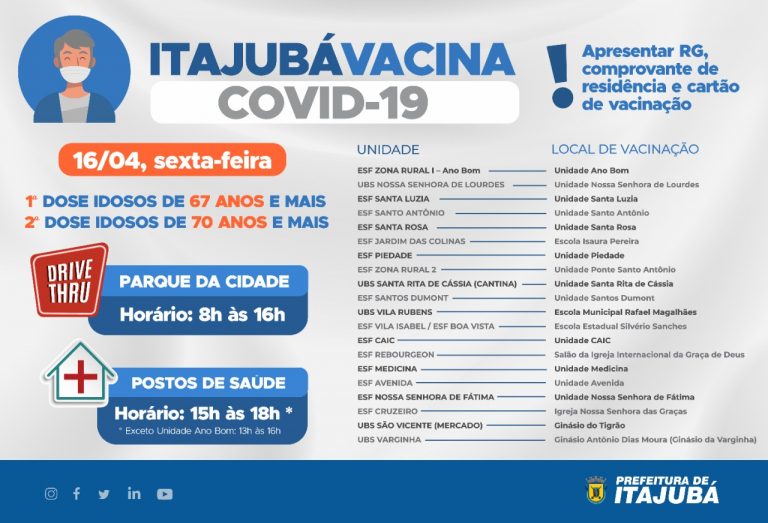 ITAJUBÁVACINA
COVID-19
!
Apresentar RG,
comprovante de
residência e cartão
de vacinação
16/04, sexta-feira
1ª DOSE IDOSOS DE 67 ANOS E MAIS
2ª DOSE IDOSOS DE 70 ANOS E MAIS
DRIVE
THRU
PARQUE DA CIDADE
Horário: 8h às 16h
POSTOS DE SAÚDE
Horário: 15h às 18h *
* Exceto Unidade Ano Bom: 13h às 16h
UNIDADE LOCAL DE VACINAÇÃO
ESF ZONA RURAL I – Ano Bom Unidade Ano Bom
UBS NOSSA SENHORA DE LOURDES Unidade Nossa Senhora de Lourdes
ESF SANTA LUZIA Unidade Santa Luzia
ESF SANTO ANTÔNIO Unidade Santo Antônio
ESF SANTA ROSA Unidade Santa Rosa
ESF JARDIM DAS COLINAS Escola Isaura Pereira
ESF PIEDADE Unidade Piedade
ESF ZONA RURAL 2 Unidade Ponte Santo Antônio
UBS SANTA RITA DE CÁSSIA (CANTINA) Unidade Santa Rita de Cássia
ESF SANTOS DUMONT Unidade Santos Dumont
UBS VILA RUBENS Escola Municipal Rafael Magalhães
ESF VILA ISABEL / ESF BOA VISTA Escola Estadual Silvério Sanches
ESF CAIC Unidade CAIC
ESF REBOURGEON Salão da Igreja Internacional da Graça de Deus
ESF MEDICINA Unidade Medicina
ESF AVENIDA Unidade Avenida
ESF NOSSA SENHORA DE FÁTIMA Unidade Nossa Senhora de Fátima
ESF CRUZEIRO Igreja Nossa Senhora das Graças
UBS SÃO VICENTE (MERCADO) Ginásio do Tigrão
UBS VARGINHA Ginásio Antônio Dias Moura (Ginásio da Varginha)
PREFEITURA DE
ITAJUBÁ